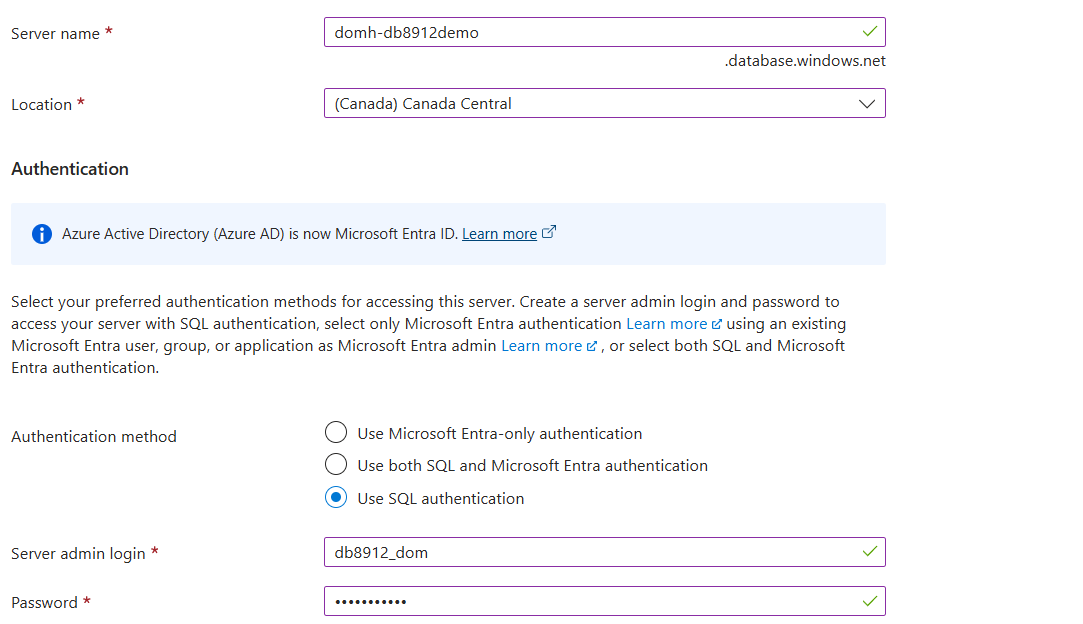 Server name *
domh-db8912demo
.database.windows.net
Location *
(Canada) Canada Central
Authentication
Azure Active Directory (Azure AD) is now Microsoft Entra ID. Learn more
Select your preferred authentication methods for accessing this server. Create a server admin login and password to
access your server with SQL authentication, select only Microsoft Entra authentication Learn more using an existing
Microsoft Entra user, group, or application as Microsoft Entra admin Learn more , or select both SQL and Microsoft
Entra authentication.
Authentication method
Use Microsoft Entra-only authentication
Use both SQL and Microsoft Entra authentication
Use SQL authentication
Server admin login *
db8912_dom
Password *
•••••••••••